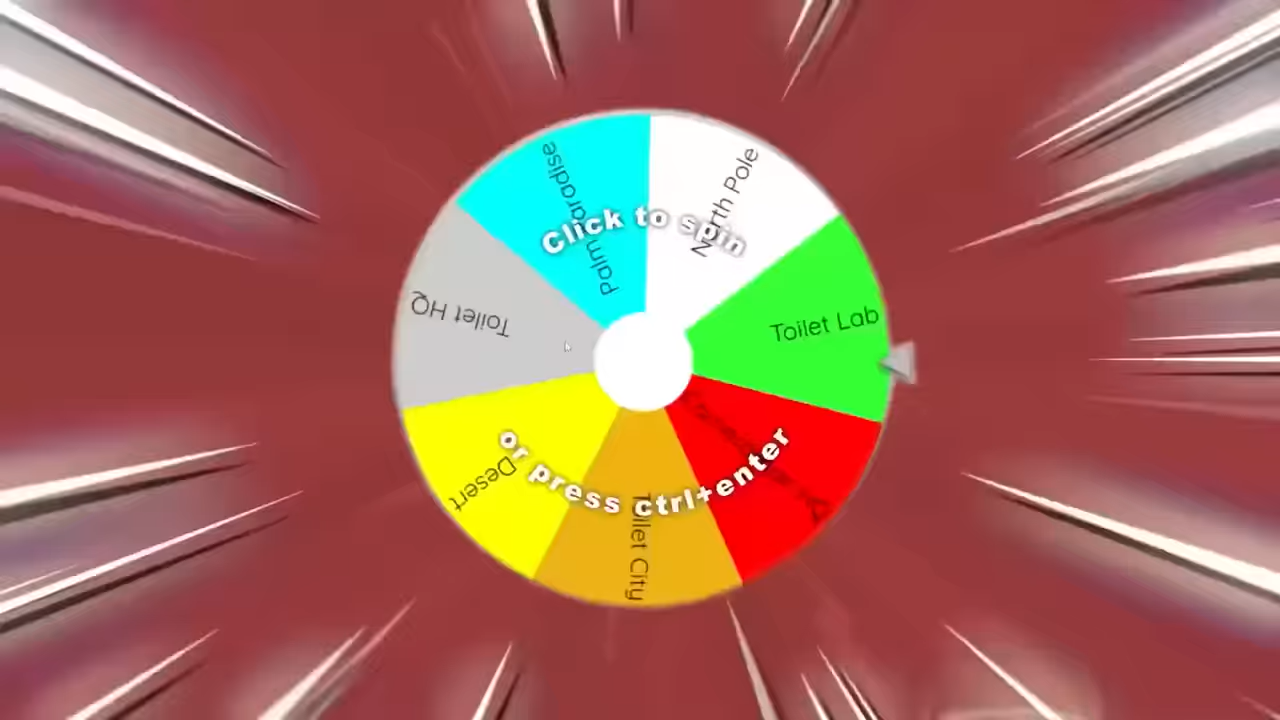 Click to spin
or press ctrl+enter
Palm Paradise
North Pole
Toilet Lab
Toilet City
Desert
Toilet HQ